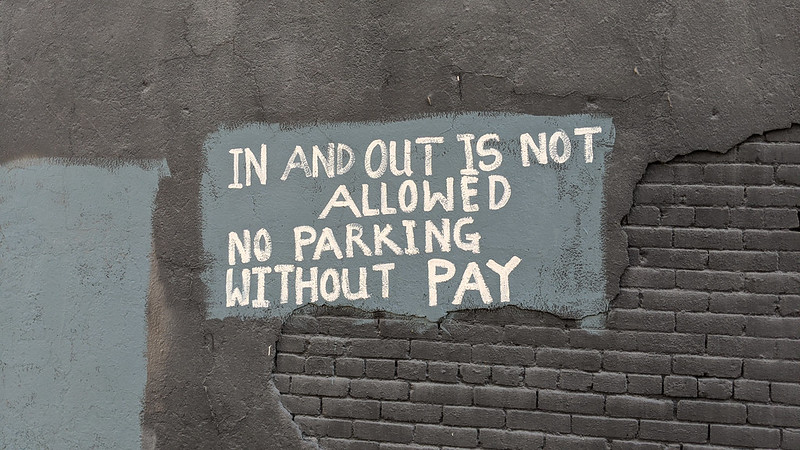 IN AND OUT IS NOT
ALLOWED
NO PARKING
WITHOUT PAY